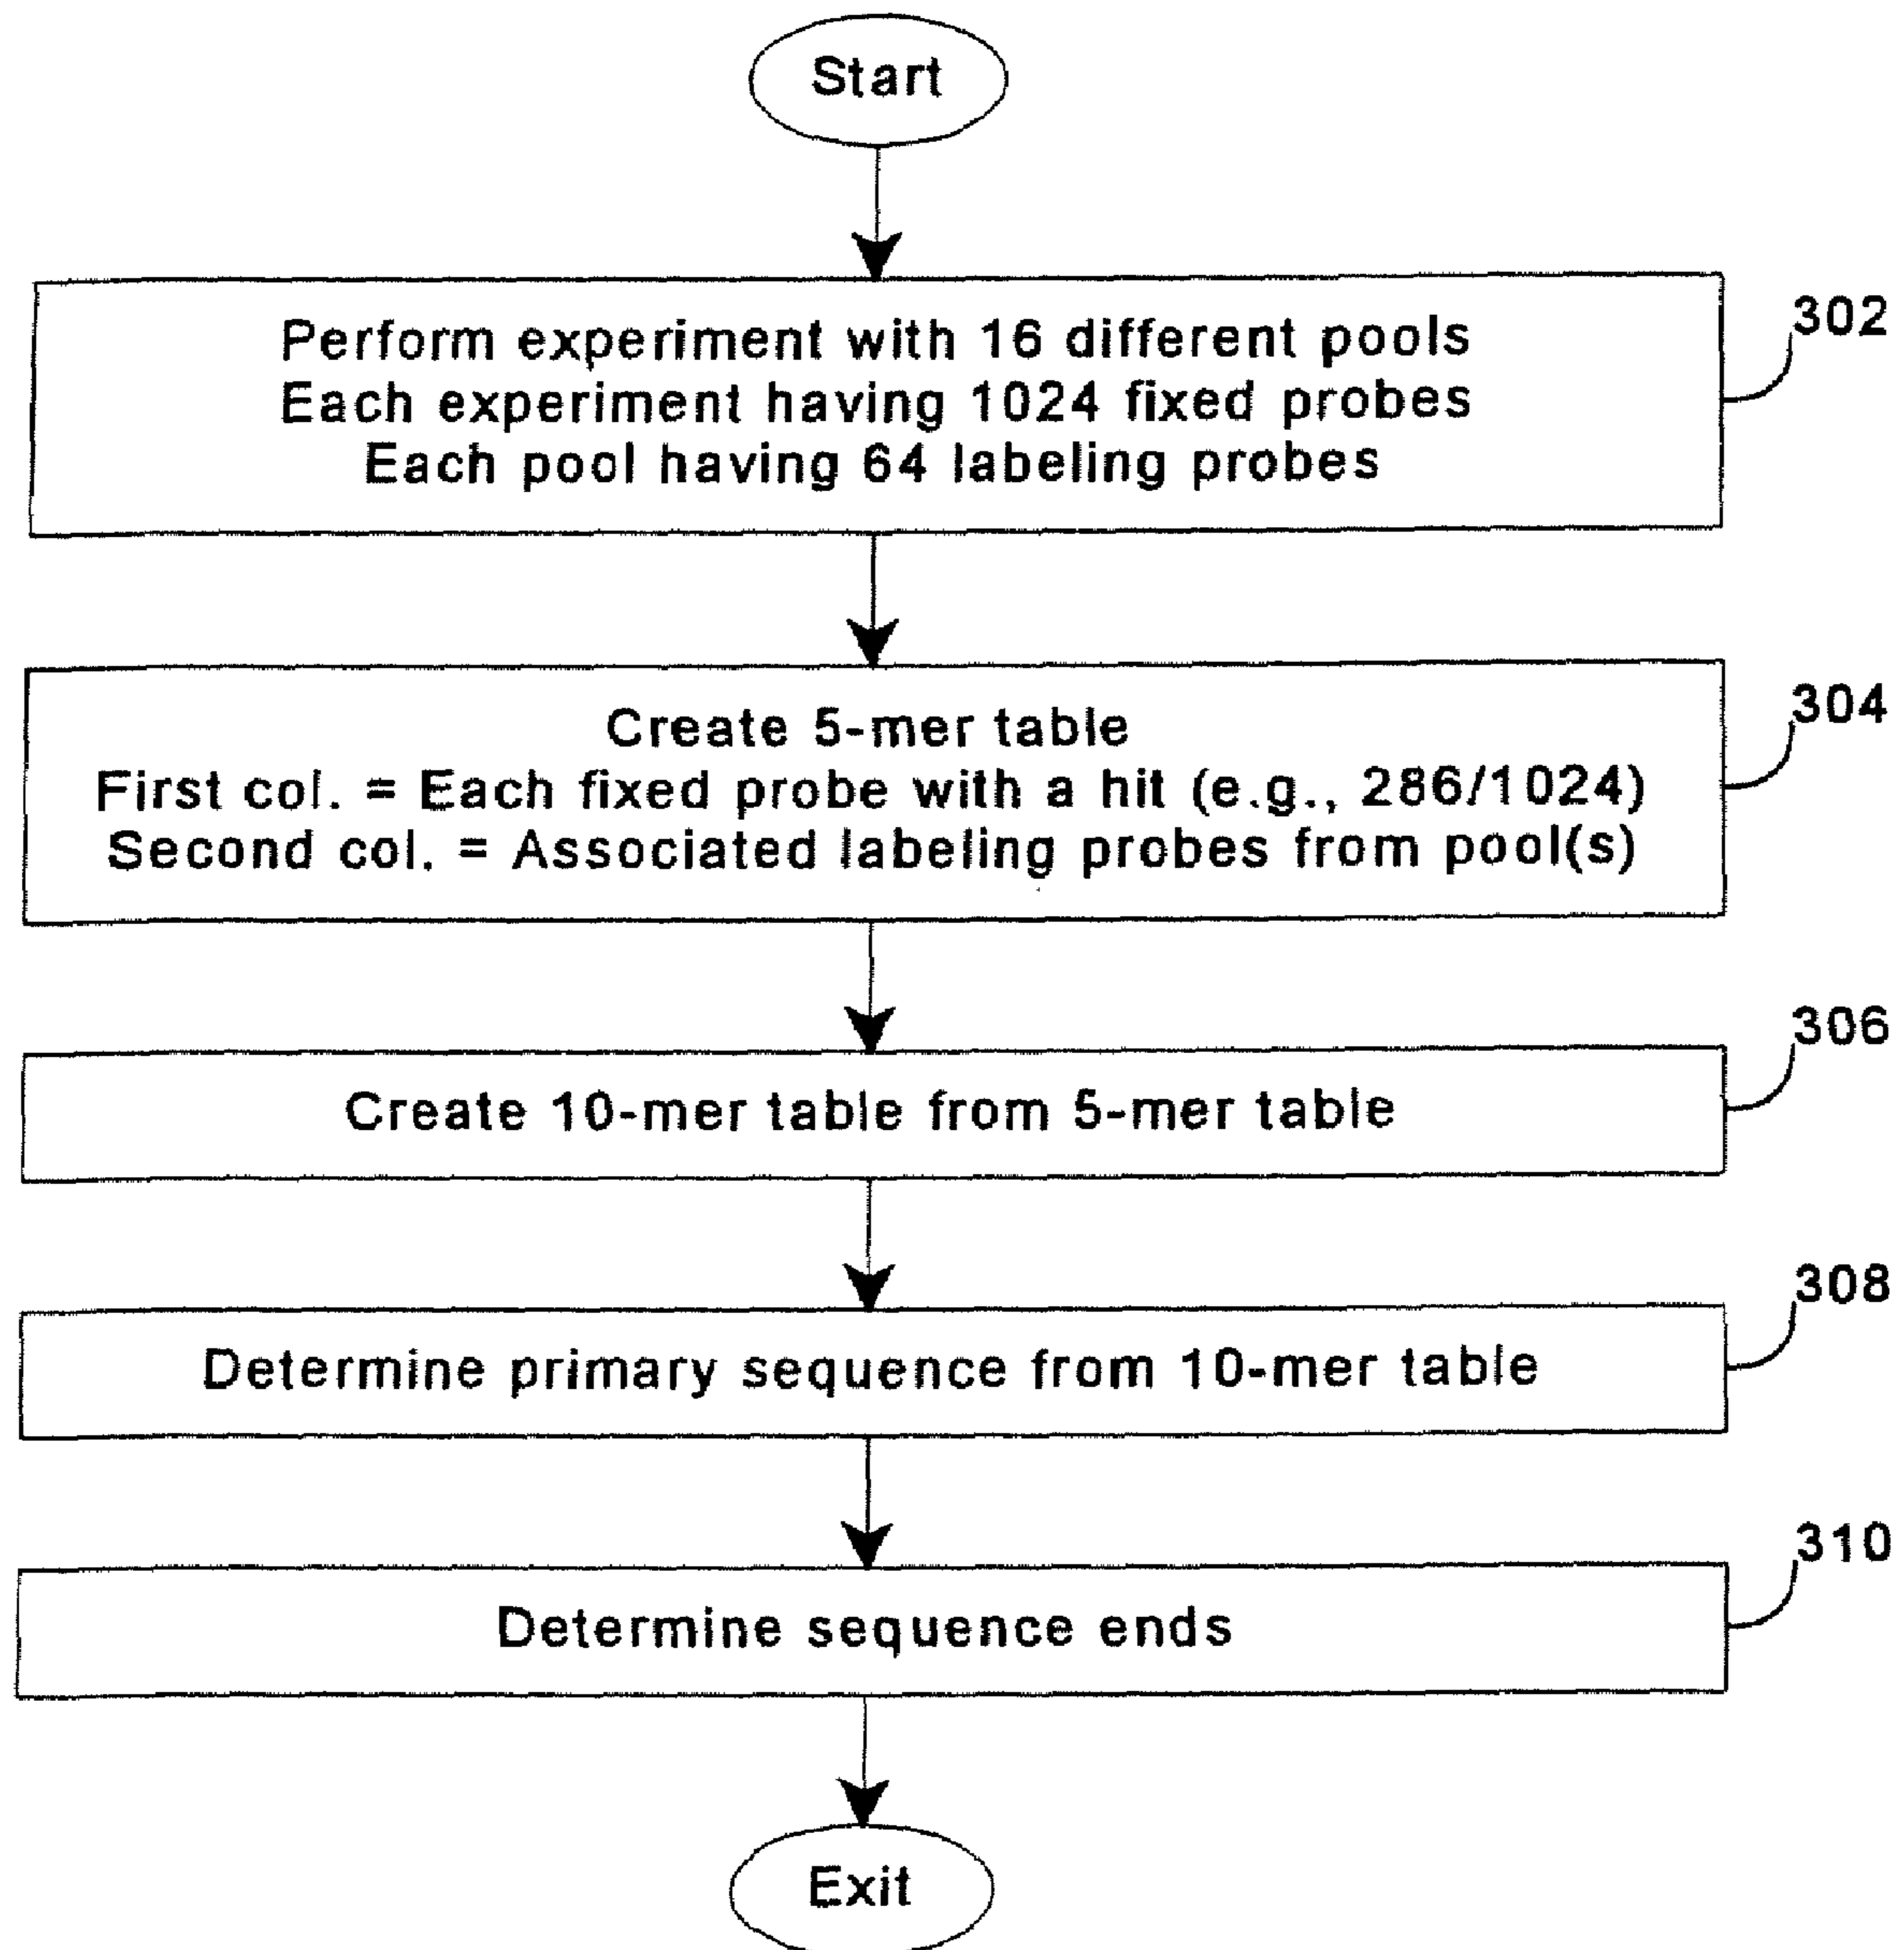 Start
302
Perform experiment with 16 different pools
Each experiment having 1024 fixed probes
Each pool having 64 labeling probes
304
Create 5-mer table
First col. = Each fixed probe with a hit (e.g., 286/1024)
Second col. = Associated labeling probes from pool(s)
306
Create 10-mer table from 5-mer table
308
Determine primary sequence from 10-mer table
310
Determine sequence ends
Exit